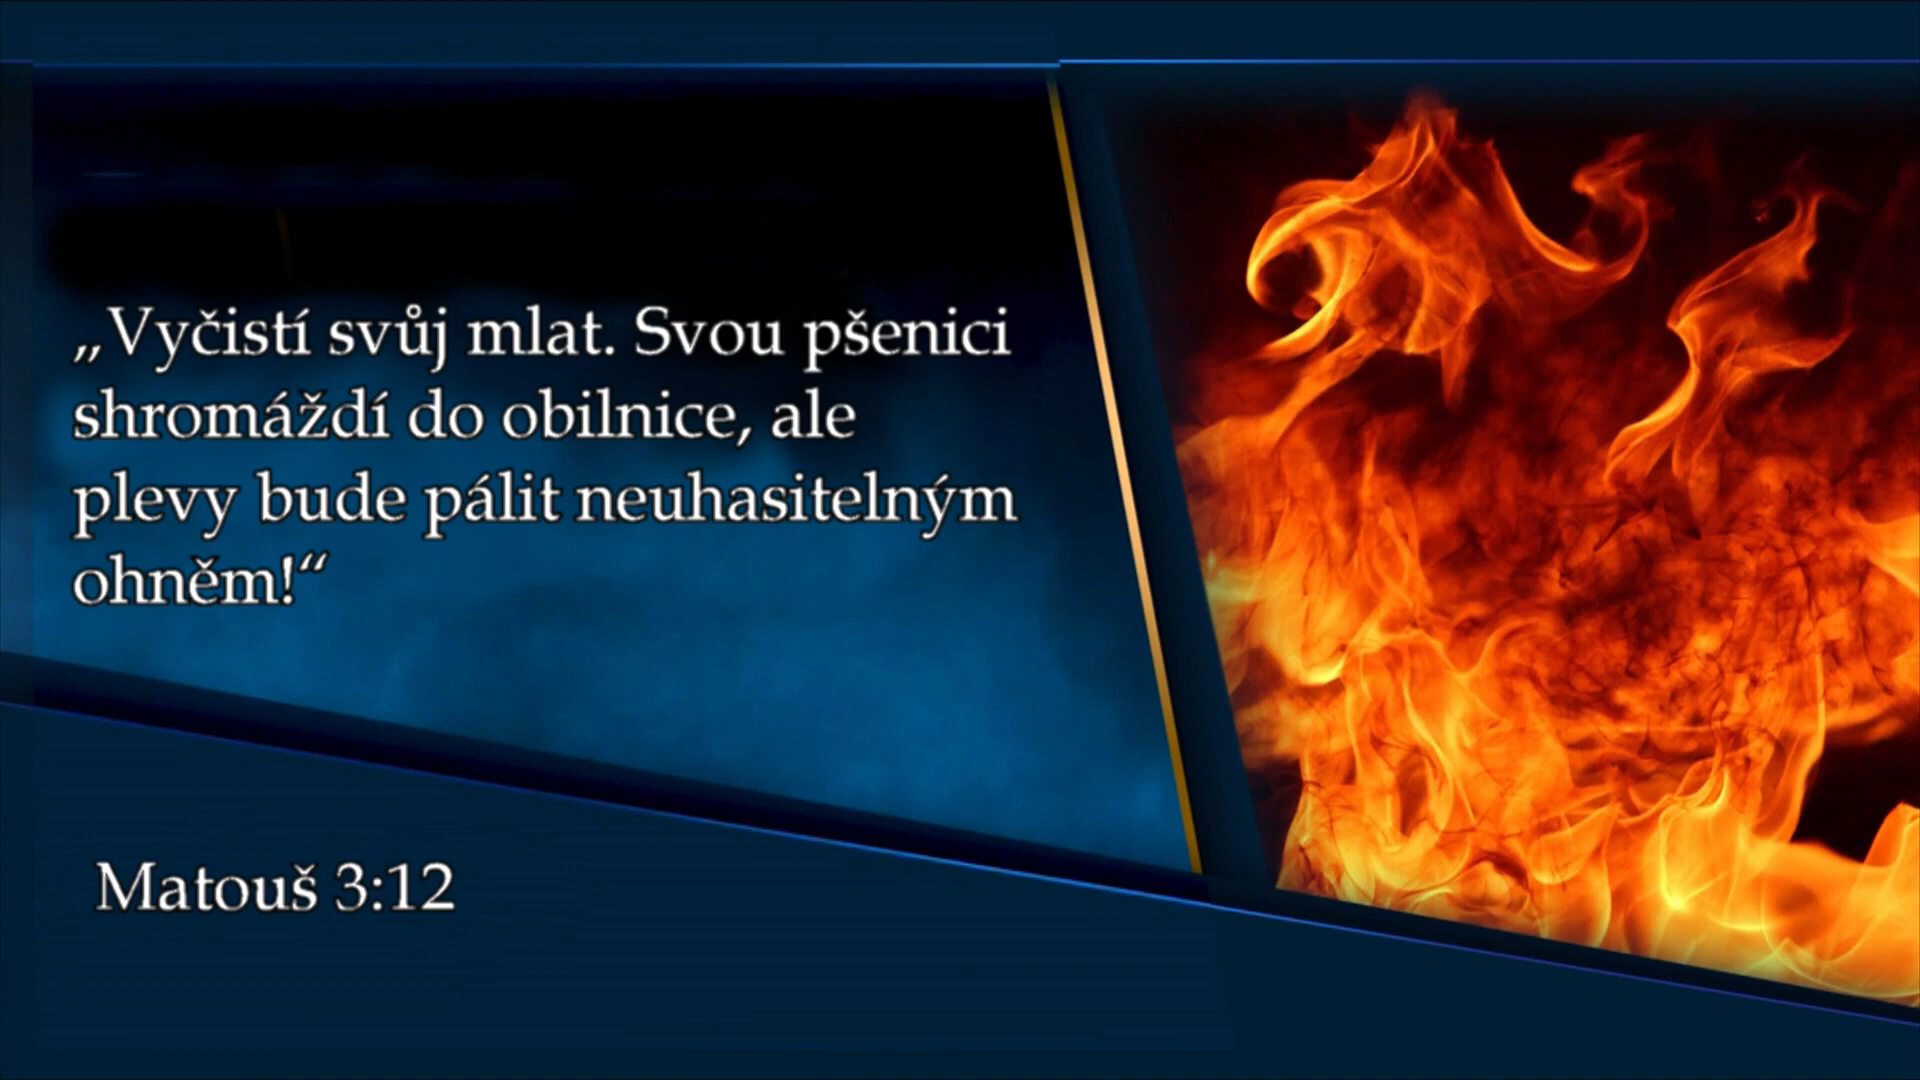 „Vyčistí svůj mlat. Svou pšenici
shromáždí do obilnice, ale
plevy bude pálit neuhasitelným
ohněm!“
Matouš 3:12